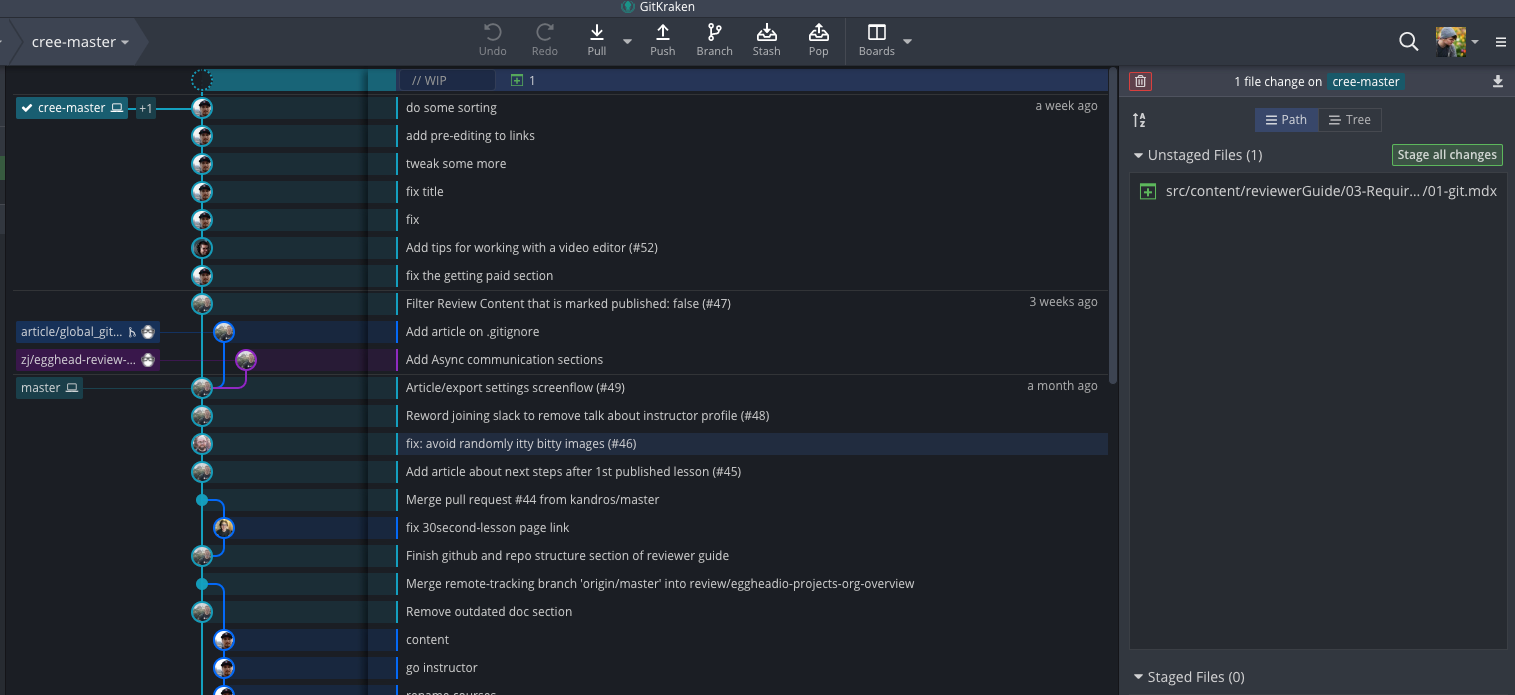 GitKraken
cree-master
Undo
Redo
Pull
Push
Branch
Stash
Pop
Boards
// WIP
1
cree-master
+1
do some sorting
a week ago
add pre-editing to links
tweak some more
fix title
fix
Add tips for working with a video editor (#52)
fix the getting paid section
Filter Review Content that is marked published: false (#47)
3 weeks ago
article/global_git...
Add article on .gitignore
zj/egghead-review-...
Add Async communication sections
master
Article/export settings screenflow (#49)
a month ago
Reword joining slack to remove talk about instructor profile (#48)
fix: avoid randomly itty bitty images (#46)
Add article about next steps after 1st published lesson (#45)
Merge pull request #44 from kandros/master
fix 30second-lesson page link
Finish github and repo structure section of reviewer guide
Merge remote-tracking branch 'origin/master' into review/eggheadio-projects-org-overview
Remove outdated doc section
content
go instructor
rename courses
1 file change on cree-master
Path
Tree
Unstaged Files (1)
Stage all changes
src/content/reviewerGuide/03-Requir... /01-git.mdx
Staged Files (0)